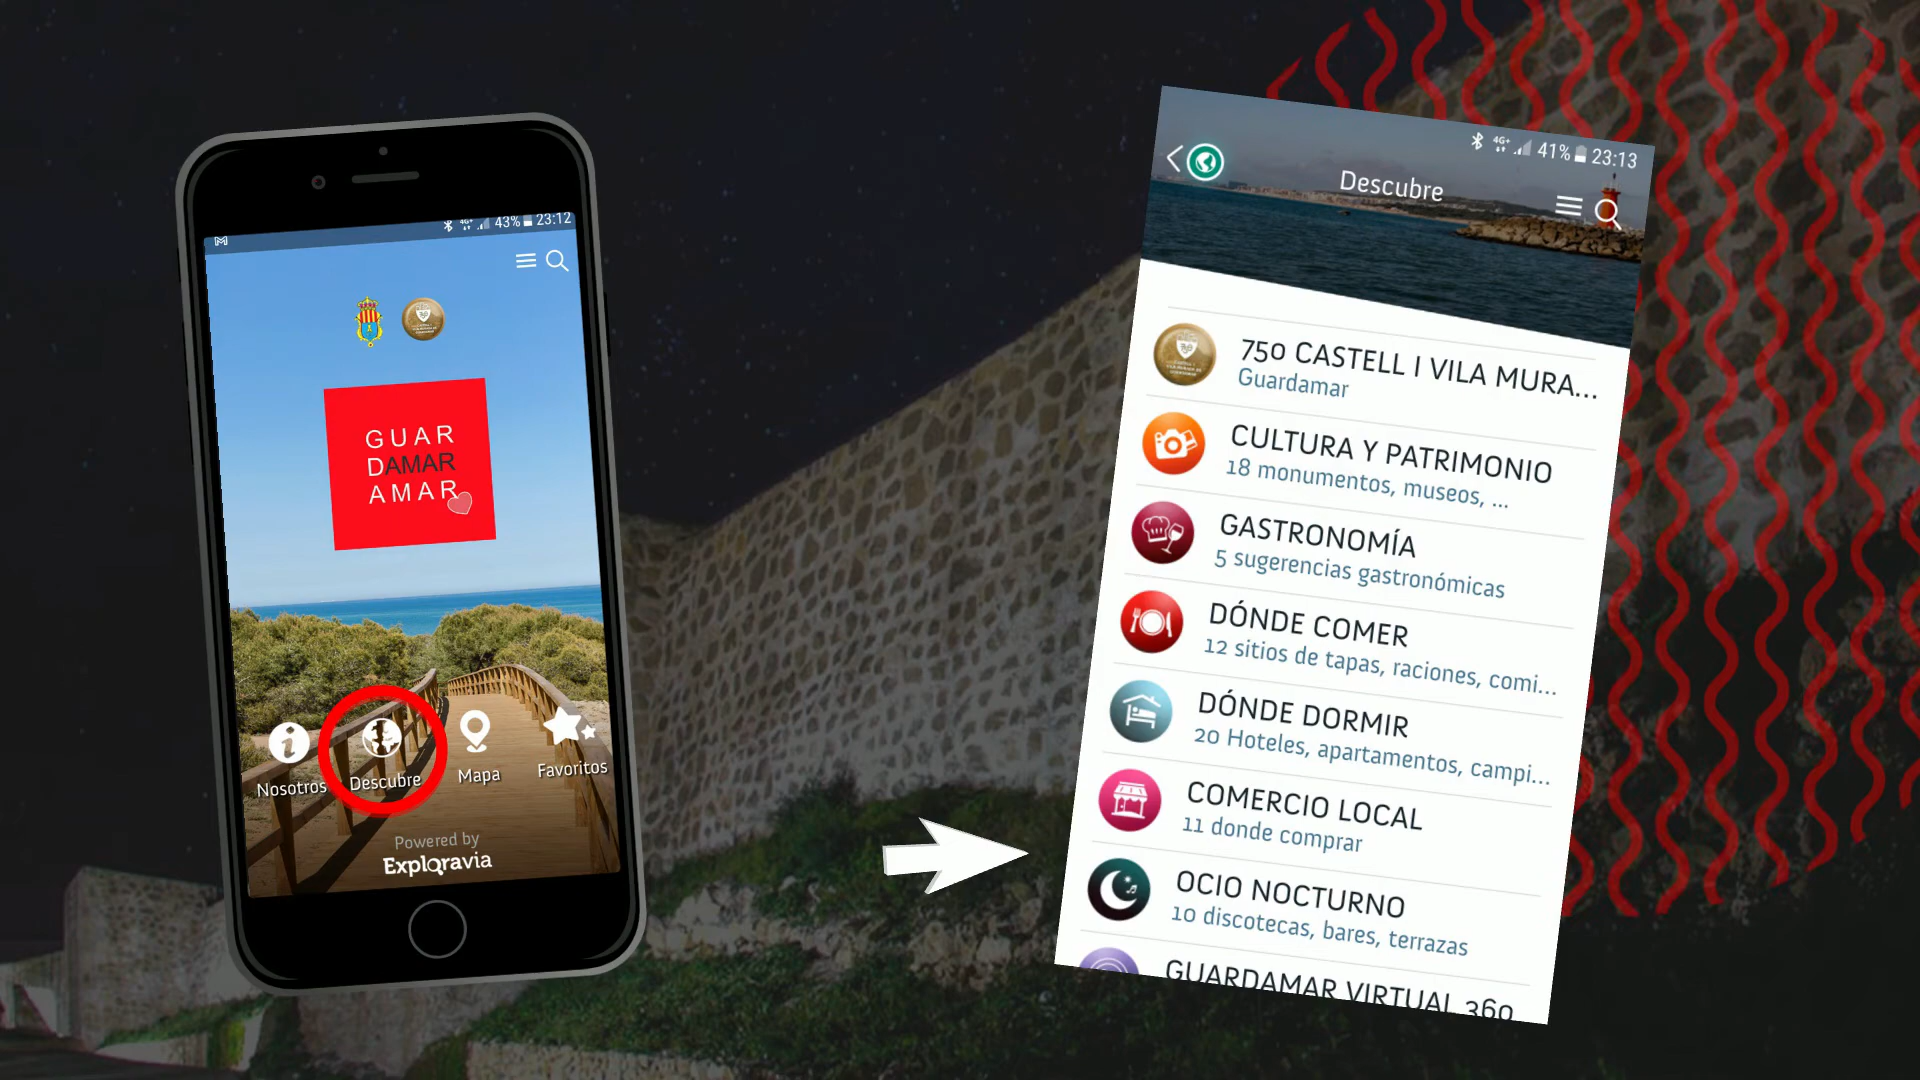 43% 23:12
GUAR
DAMAR
AMAR
Nosotros
Descubre
Mapa
Favoritos
Powered by
Exploravia
4G+ 41% 23:13
Descubre
750 CASTELL I VILA MURA...
Guardamar
CULTURA Y PATRIMONIO
18 monumentos, museos, ...
GASTRONOMÍA
5 sugerencias gastronómicas
DÓNDE COMER
12 sitios de tapas, raciones, comi...
DÓNDE DORMIR
20 Hoteles, apartamentos, campi...
COMERCIO LOCAL
11 donde comprar
OCIO NOCTURNO
10 discotecas, bares, terrazas
GUARDAMAR VIRTUAL 360